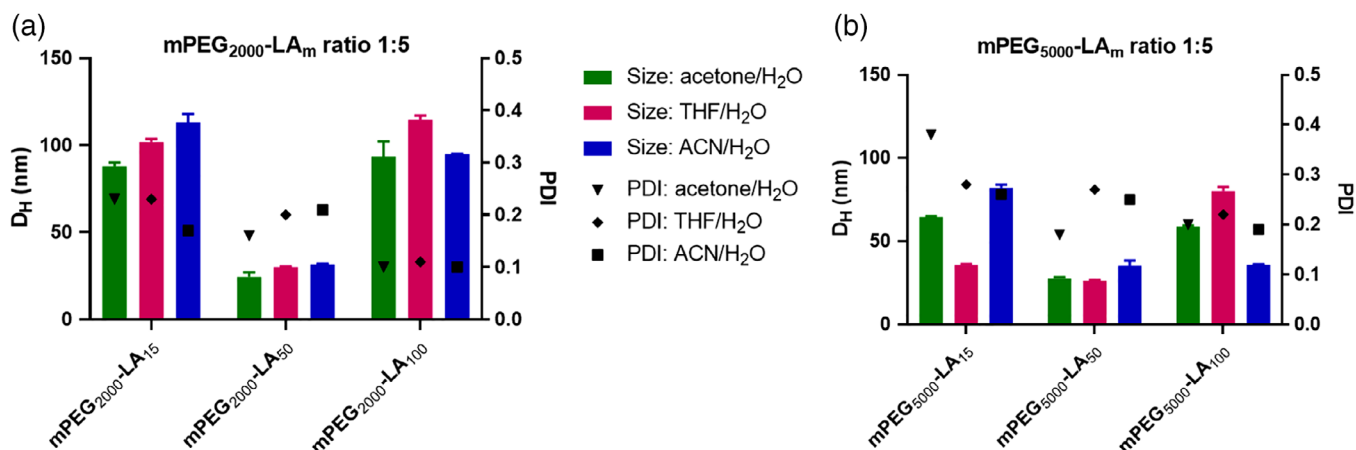 (a)
mPEG₂₀₀₀-LAₘ ratio 1:5
150
100
50
0
D_H (nm)
0.5
0.4
0.3
0.2
0.1
0.0
PDI
mPEG₂₀₀₀-LA₁₅
mPEG₂₀₀₀-LA₅₀
mPEG₂₀₀₀-LA₁₀₀
Size: acetone/H₂O
Size: THF/H₂O
Size: ACN/H₂O
PDI: acetone/H₂O
PDI: THF/H₂O
PDI: ACN/H₂O
(b)
mPEG₅₀₀₀-LAₘ ratio 1:5
150
100
50
0
D_H (nm)
0.5
0.4
0.3
0.2
0.1
0.0
PDI
mPEG₅₀₀₀-LA₁₅
mPEG₅₀₀₀-LA₅₀
mPEG₅₀₀₀-LA₁₀₀